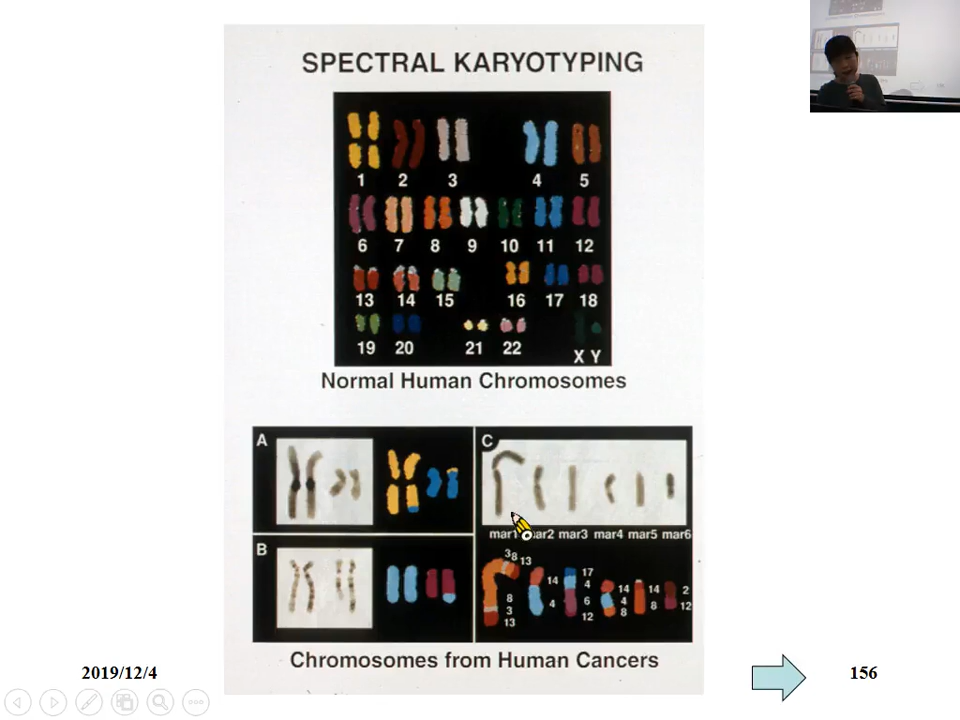 SPECTRAL KARYOTYPING
1 2 3 4 5
6 7 8 9 10 11 12
13 14 15 16 17 18
19 20 21 22 X Y
Normal Human Chromosomes
A
B
C
mar1 mar2 mar3 mar4 mar5 mar6
3 8 13
8
3
13
14
4
17
4
6
12
14
4
8
14
8
2
12
Chromosomes from Human Cancers
2019/12/4
156